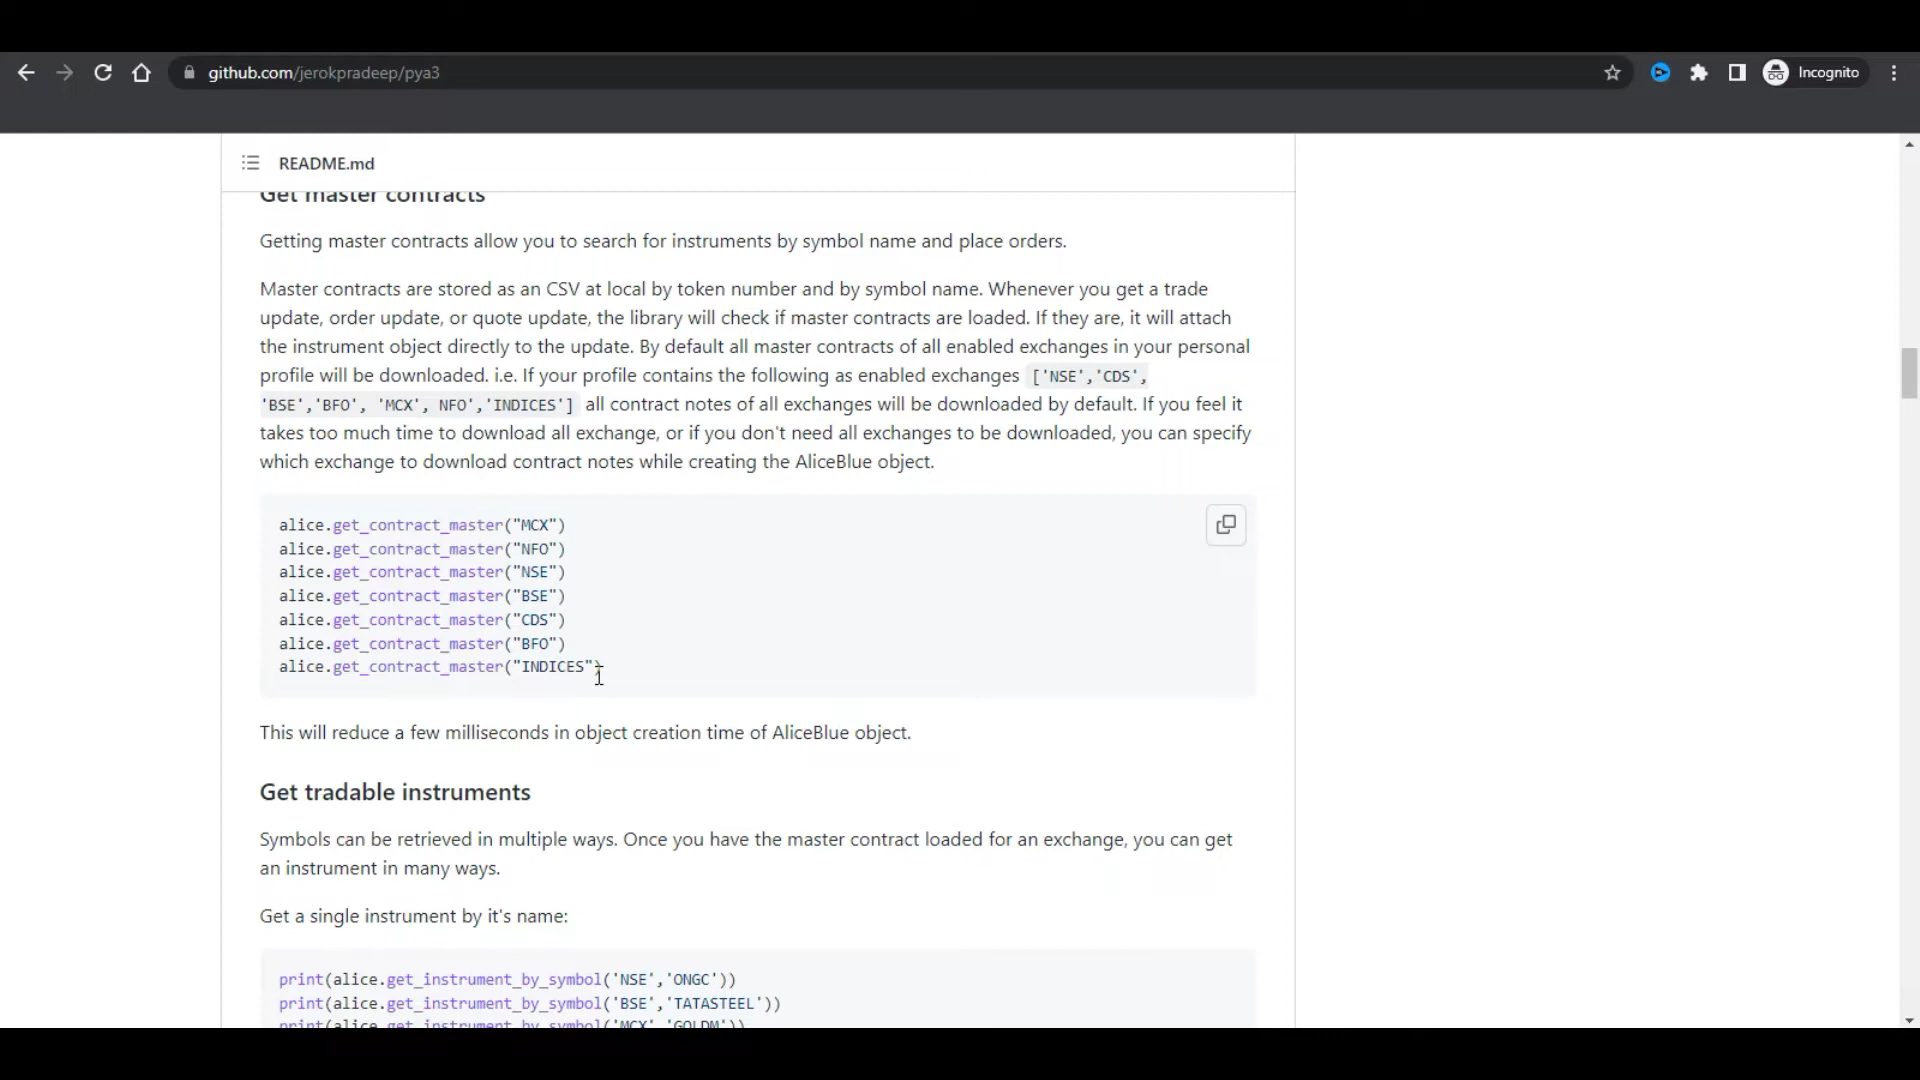 github.com/jerokpradeep/pya3
Incognito
README.md
Get master contracts
Getting master contracts allow you to search for instruments by symbol name and place orders.
Master contracts are stored as an CSV at local by token number and by symbol name. Whenever you get a trade
update, order update, or quote update, the library will check if master contracts are loaded. If they are, it will attach
the instrument object directly to the update. By default all master contracts of all enabled exchanges in your personal
profile will be downloaded. i.e. If your profile contains the following as enabled exchanges ['NSE','CDS',
'BSE','BFO', 'MCX', NFO','INDICES'] all contract notes of all exchanges will be downloaded by default. If you feel it
takes too much time to download all exchange, or if you don't need all exchanges to be downloaded, you can specify
which exchange to download contract notes while creating the AliceBlue object.
alice.get_contract_master("MCX")
alice.get_contract_master("NFO")
alice.get_contract_master("NSE")
alice.get_contract_master("BSE")
alice.get_contract_master("CDS")
alice.get_contract_master("BFO")
alice.get_contract_master("INDICES")
This will reduce a few milliseconds in object creation time of AliceBlue object.
Get tradable instruments
Symbols can be retrieved in multiple ways. Once you have the master contract loaded for an exchange, you can get
an instrument in many ways.
Get a single instrument by it's name:
print(alice.get_instrument_by_symbol('NSE','ONGC'))
print(alice.get_instrument_by_symbol('BSE','TATASTEEL'))
print(alice.get_instrument_by_symbol('MCX','GOLDM'))